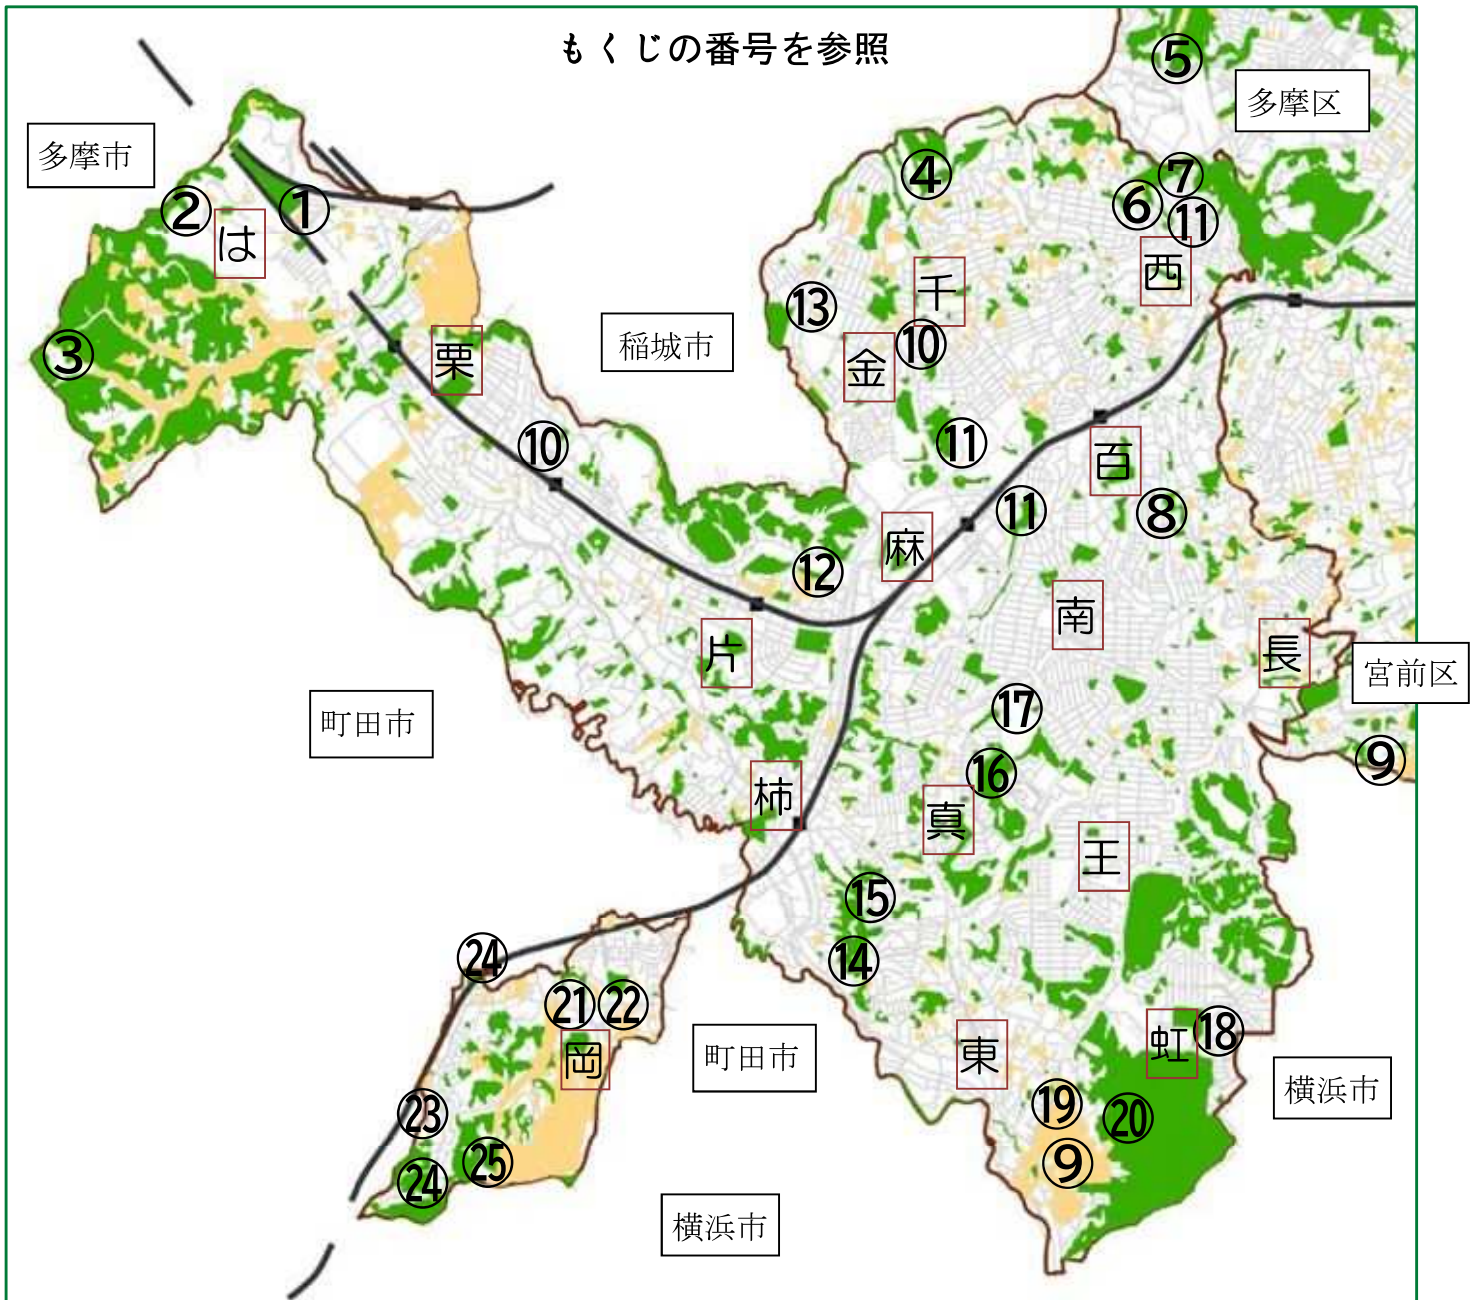 もくじの番号を参照
⑤
多摩区
多摩市
④
⑦
②
①
⑥
⑪
は
西
千
⑬
稲城市
③
栗
⑩
金
⑩
⑪
百
⑪
⑧
麻
⑫
南
片
長
宮前区
町田市
⑰
⑯
⑨
柿
真
王
⑮
⑭
㉔
㉑
㉒
岡
町田市
東
虹
⑱
横浜市
㉓
⑲
⑳
㉕
⑨
㉔
横浜市